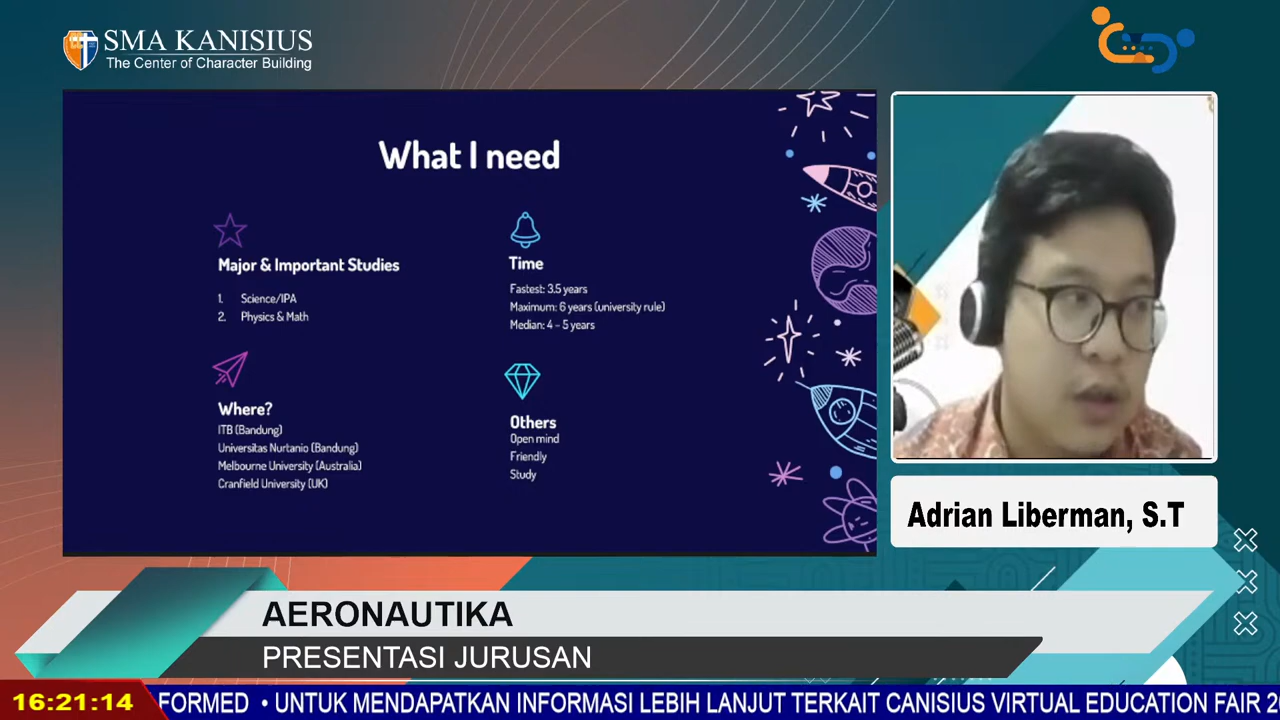 SMA KANISIUS
The Center of Character Building
What I need
Major & Important Studies
1. Science/IPA
2. Physics & Math
Time
Fastest: 3.5 years
Maximum: 6 years (university rule)
Median: 4 - 5 years
Where?
ITB (Bandung)
Universitas Nurtanio (Bandung)
Melbourne University (Australia)
Cranfield University (UK)
Others
Open mind
Friendly
Study
Adrian Liberman, S.T
AERONAUTIKA
PRESENTASI JURUSAN
16:21:14 FORMED • UNTUK MENDAPATKAN INFORMASI LEBIH LANJUT TERKAIT CANISIUS VIRTUAL EDUCATION FAIR 2